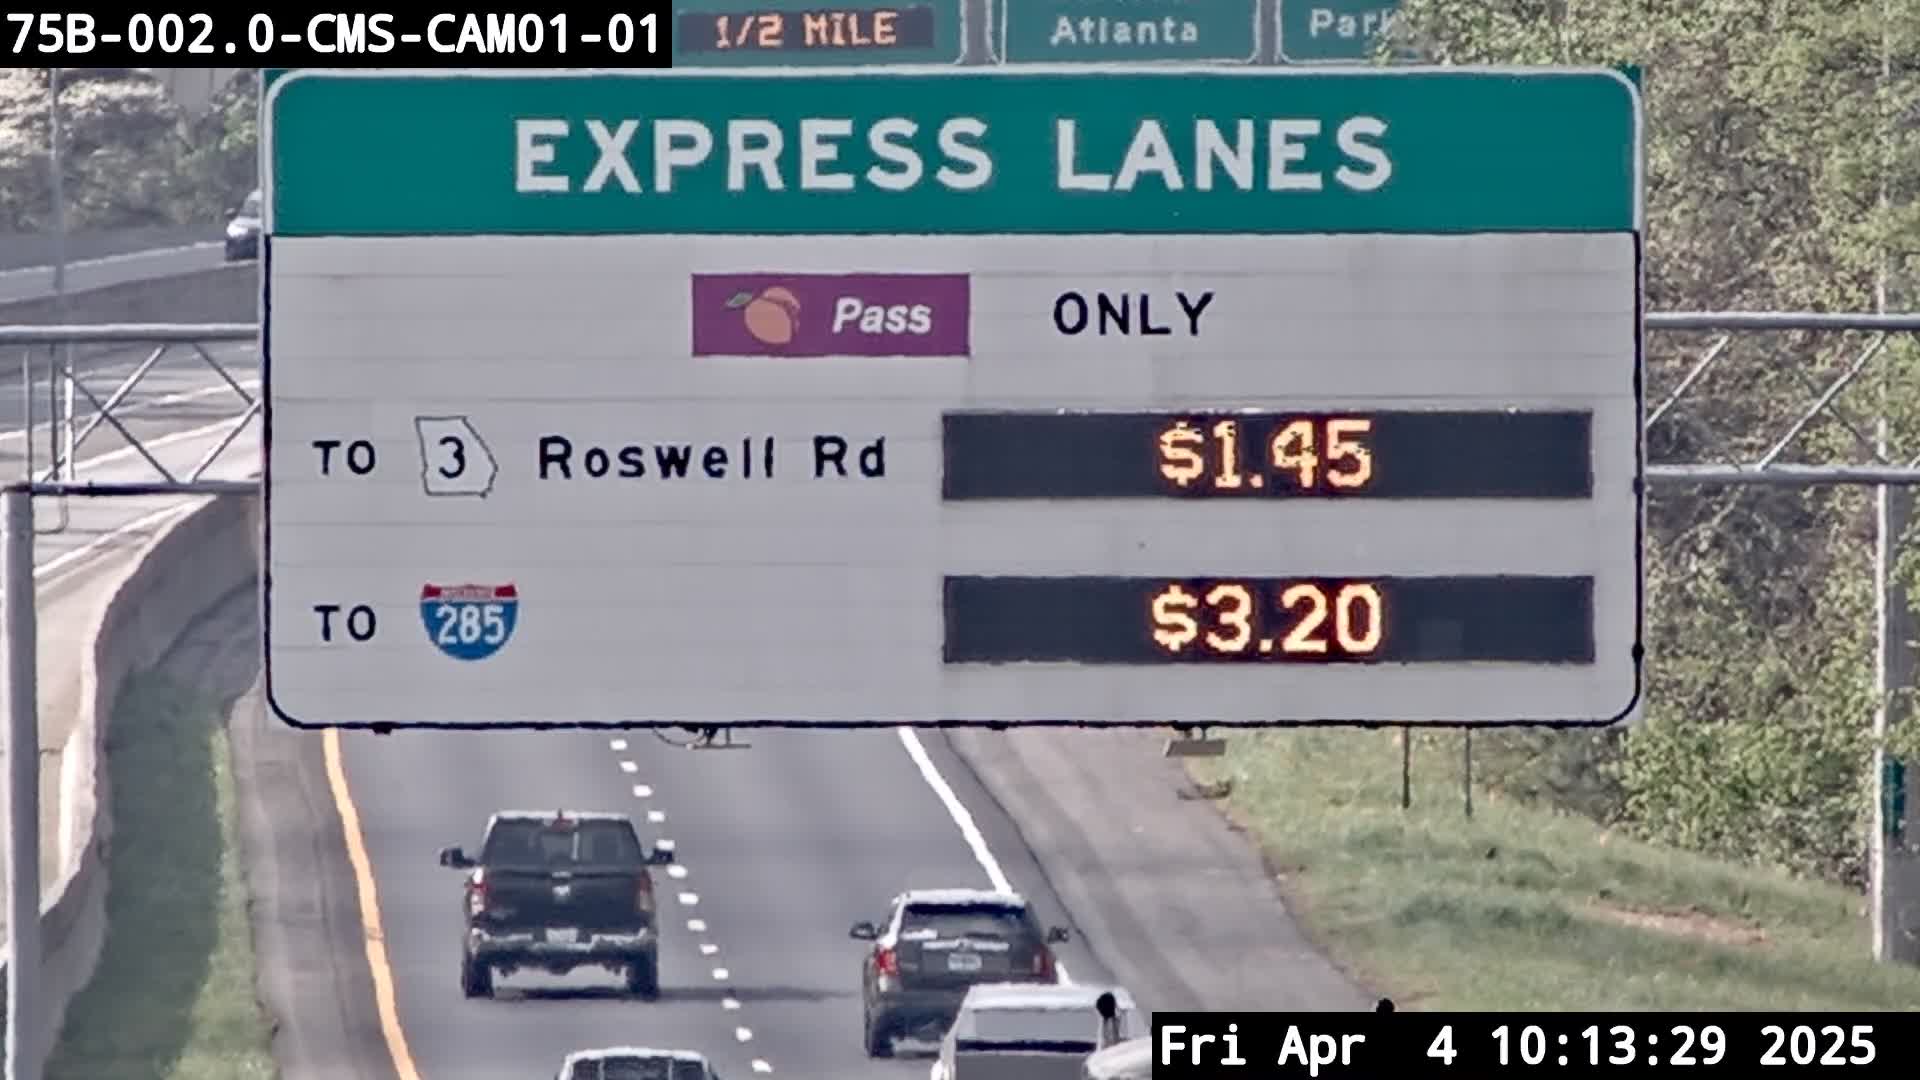 75B-002.0-CMS-CAM01-01
1/2 MILE
Atlanta
Park
EXPRESS LANES
Pass ONLY
TO 3 Roswell Rd $1.45
TO 285 $3.20
Fri Apr 4 10:13:29 2025